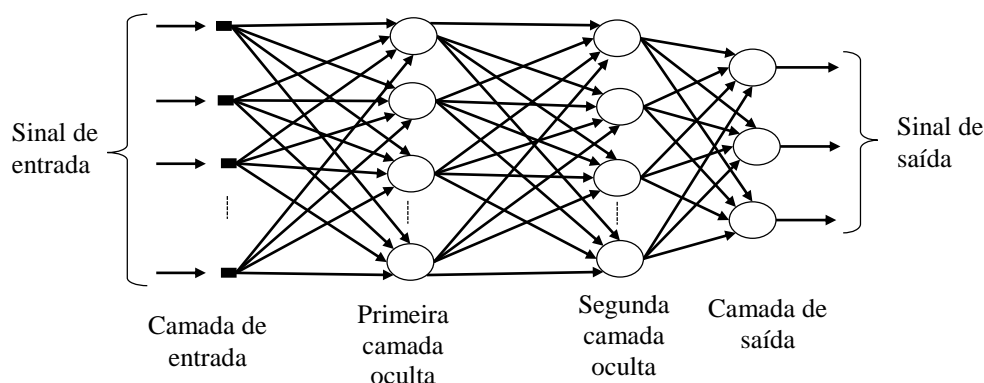 Sinal de
entrada
Sinal de
saída
Camada de
entrada
Primeira
camada
oculta
Segunda
camada
oculta
Camada de
saída